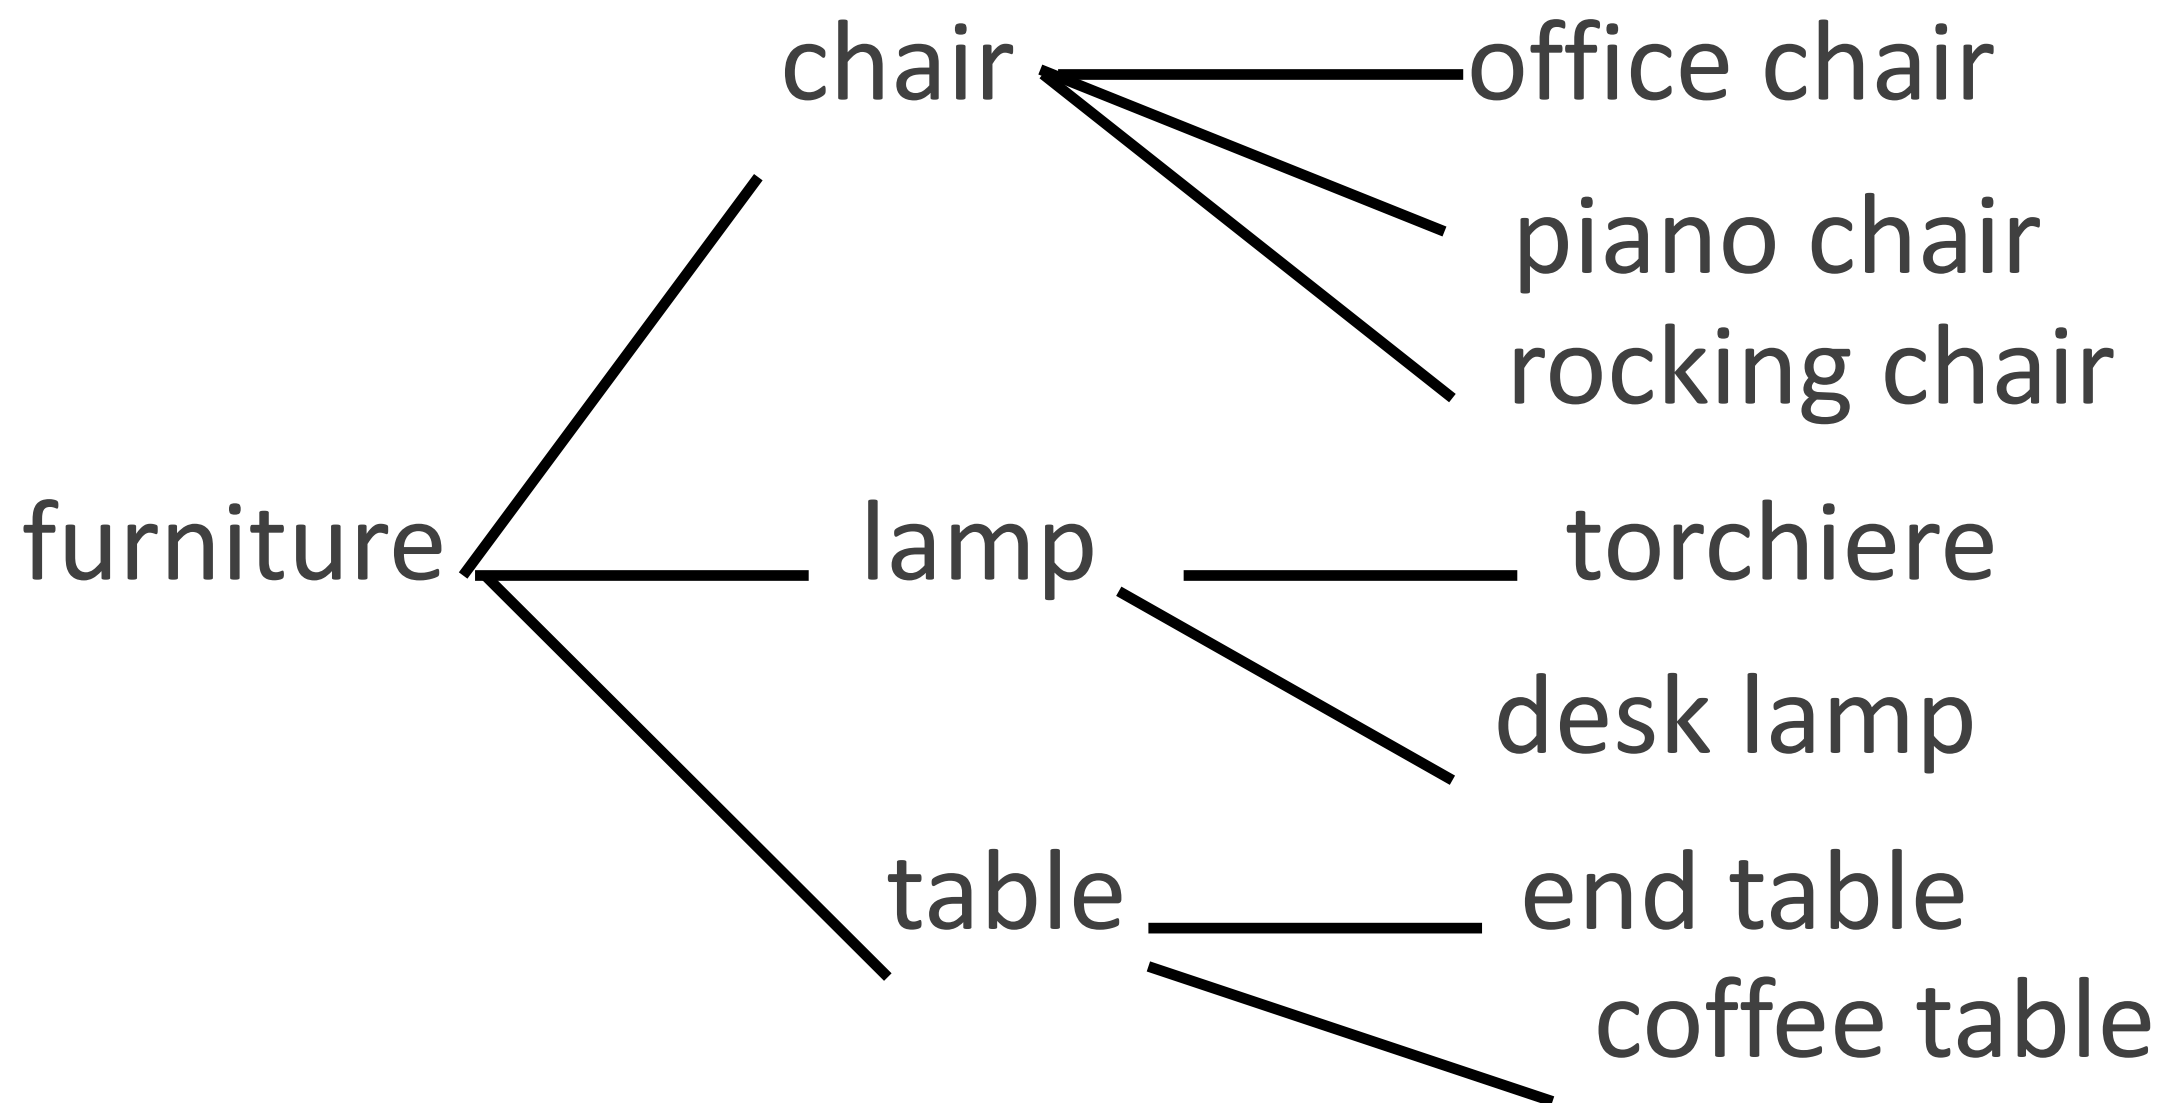 chair
office chair
piano chair
rocking chair
furniture
lamp
torchiere
desk lamp
table
end table
coffee table